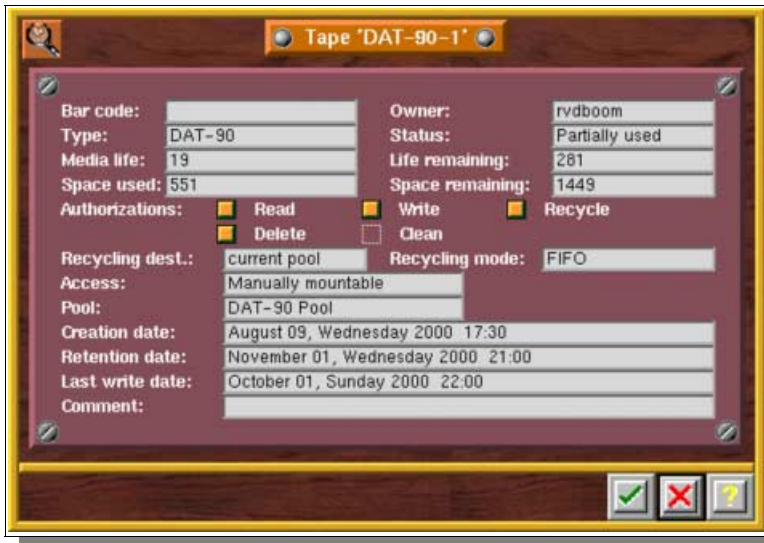 Tape 'DAT-90-1'
Bar code: Owner: rvdboom
Type: DAT-90 Status: Partially used
Media life: 19 Life remaining: 281
Space used: 551 Space remaining: 1449
Authorizations: Read Write Recycle
Delete Clean
Recycling dest.: current pool Recycling mode: FIFO
Access: Manually mountable
Pool: DAT-90 Pool
Creation date: August 09, Wednesday 2000 17:30
Retention date: November 01, Wednesday 2000 21:00
Last write date: October 01, Sunday 2000 22:00
Comment:
?